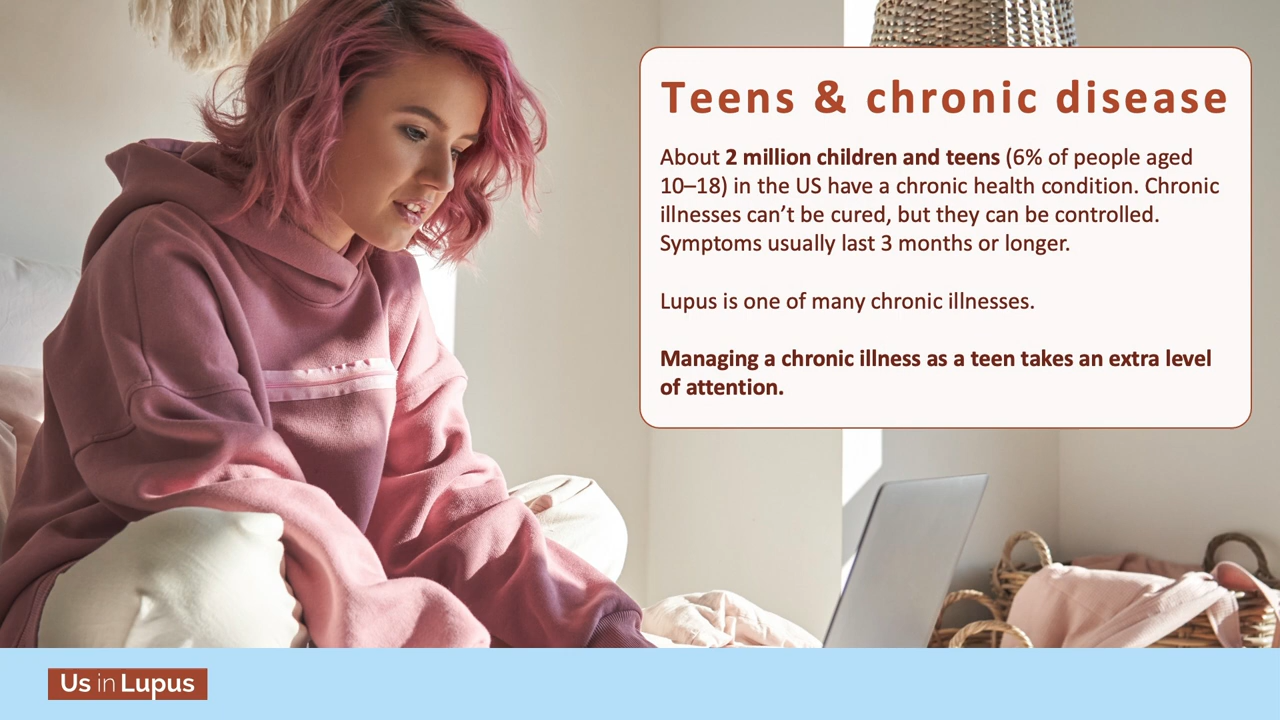 Teens & chronic disease
About 2 million children and teens (6% of people aged
10–18) in the US have a chronic health condition. Chronic
illnesses can’t be cured, but they can be controlled.
Symptoms usually last 3 months or longer.
Lupus is one of many chronic illnesses.
Managing a chronic illness as a teen takes an extra level
of attention.
Us in Lupus